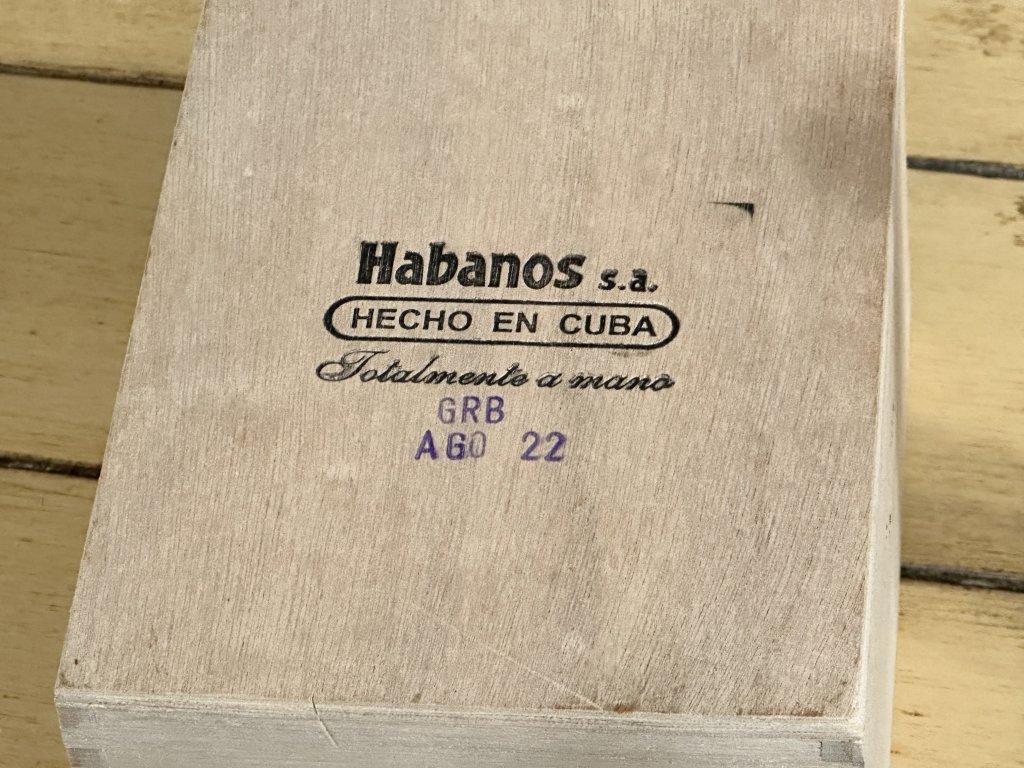 Habanos s.a.
HECHO EN CUBA
Totalmente a mano
GRB
AGO 22